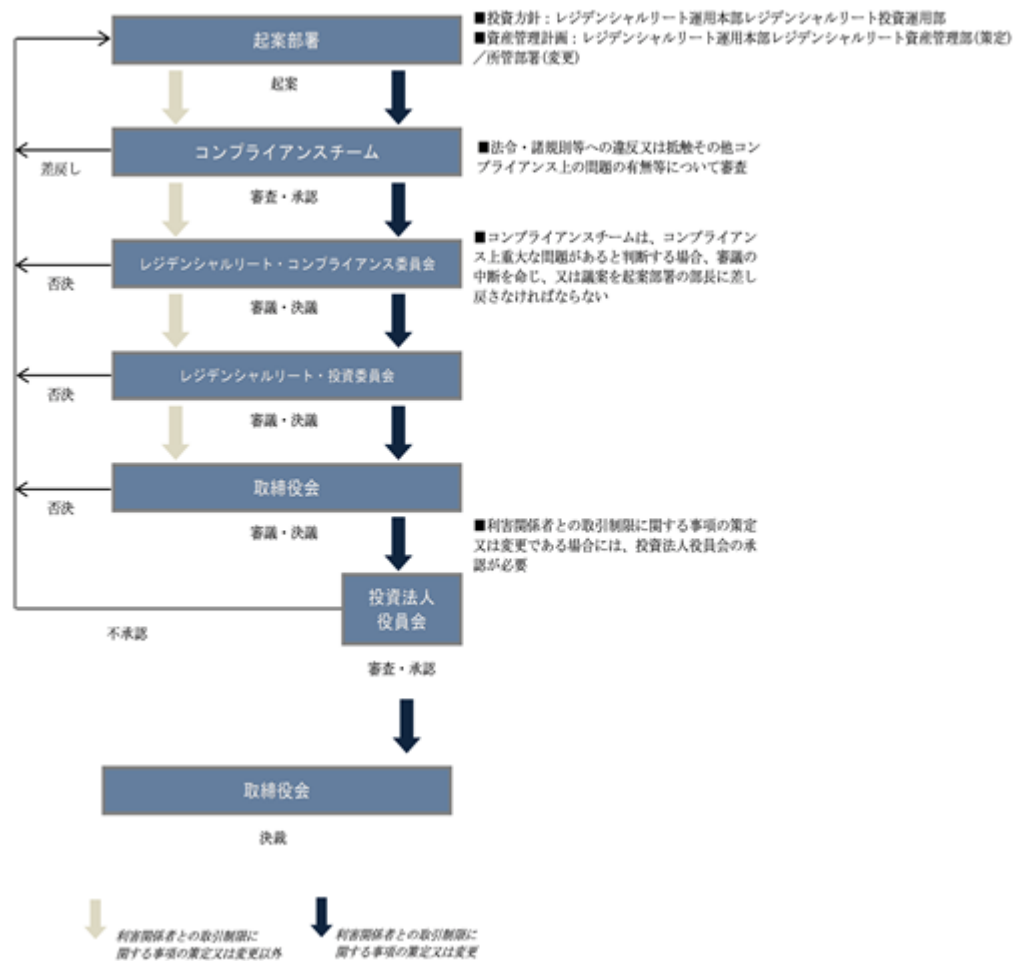 起案部署
■投資方針：レジデンシャルリート運用本部レジデンシャルリート投資運用部
■資産管理計画：レジデンシャルリート運用本部レジデンシャルリート資産管理部(策定)
／所管部署(変更)
起案
コンプライアンスチーム
■法令・諸規則等への違反又は抵触その他コン
プライアンス上の問題の有無等について審査
差戻し
審査・承認
レジデンシャルリート・コンプライアンス委員会
■コンプライアンスチームは、コンプライアン
ス上重大な問題があると判断する場合、審議の
中断を命じ、又は議案を起案部署の部長に差し
戻さなければならない
否決
審議・決議
レジデンシャルリート・投資委員会
否決
審議・決議
取締役会
否決
審議・決議
■利害関係者との取引制限に関する事項の策定
又は変更である場合には、投資法人役員会の承
認が必要
投資法人
役員会
不承認
審査・承認
取締役会
決裁
利害関係者との取引制限に
関する事項の策定又は変更以外
利害関係者との取引制限に
関する事項の策定又は変更